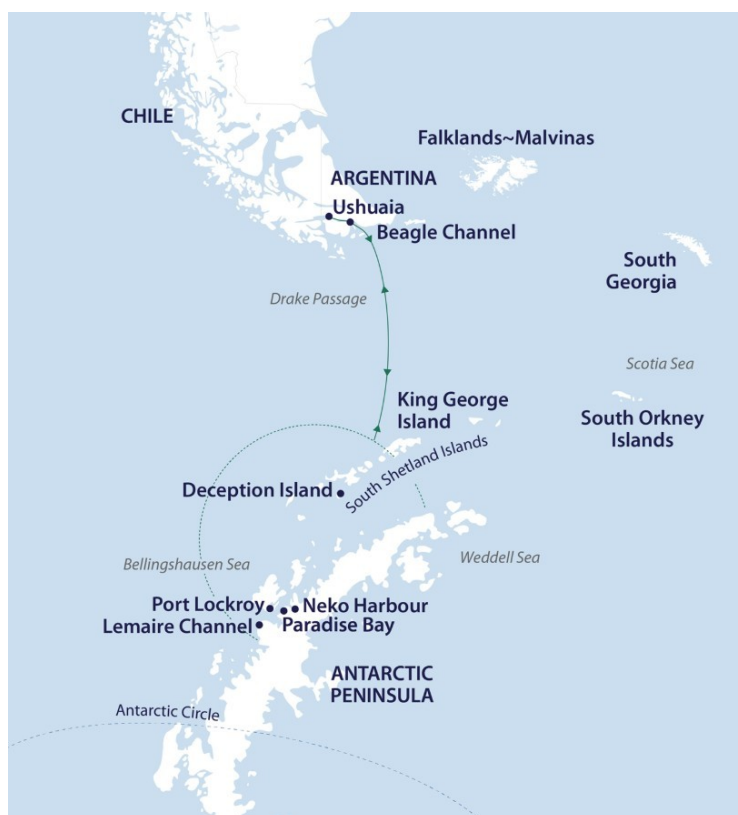 CHILE
Falklands~Malvinas
ARGENTINA
Ushuaia
Beagle Channel
South
Georgia
Drake Passage
Scotia Sea
King George
Island
South Orkney
Islands
South Shetland Islands
Deception Island
Weddell Sea
Bellingshausen Sea
Port Lockroy
Neko Harbour
Lemaire Channel
Paradise Bay
ANTARCTIC
PENINSULA
Antarctic Circle